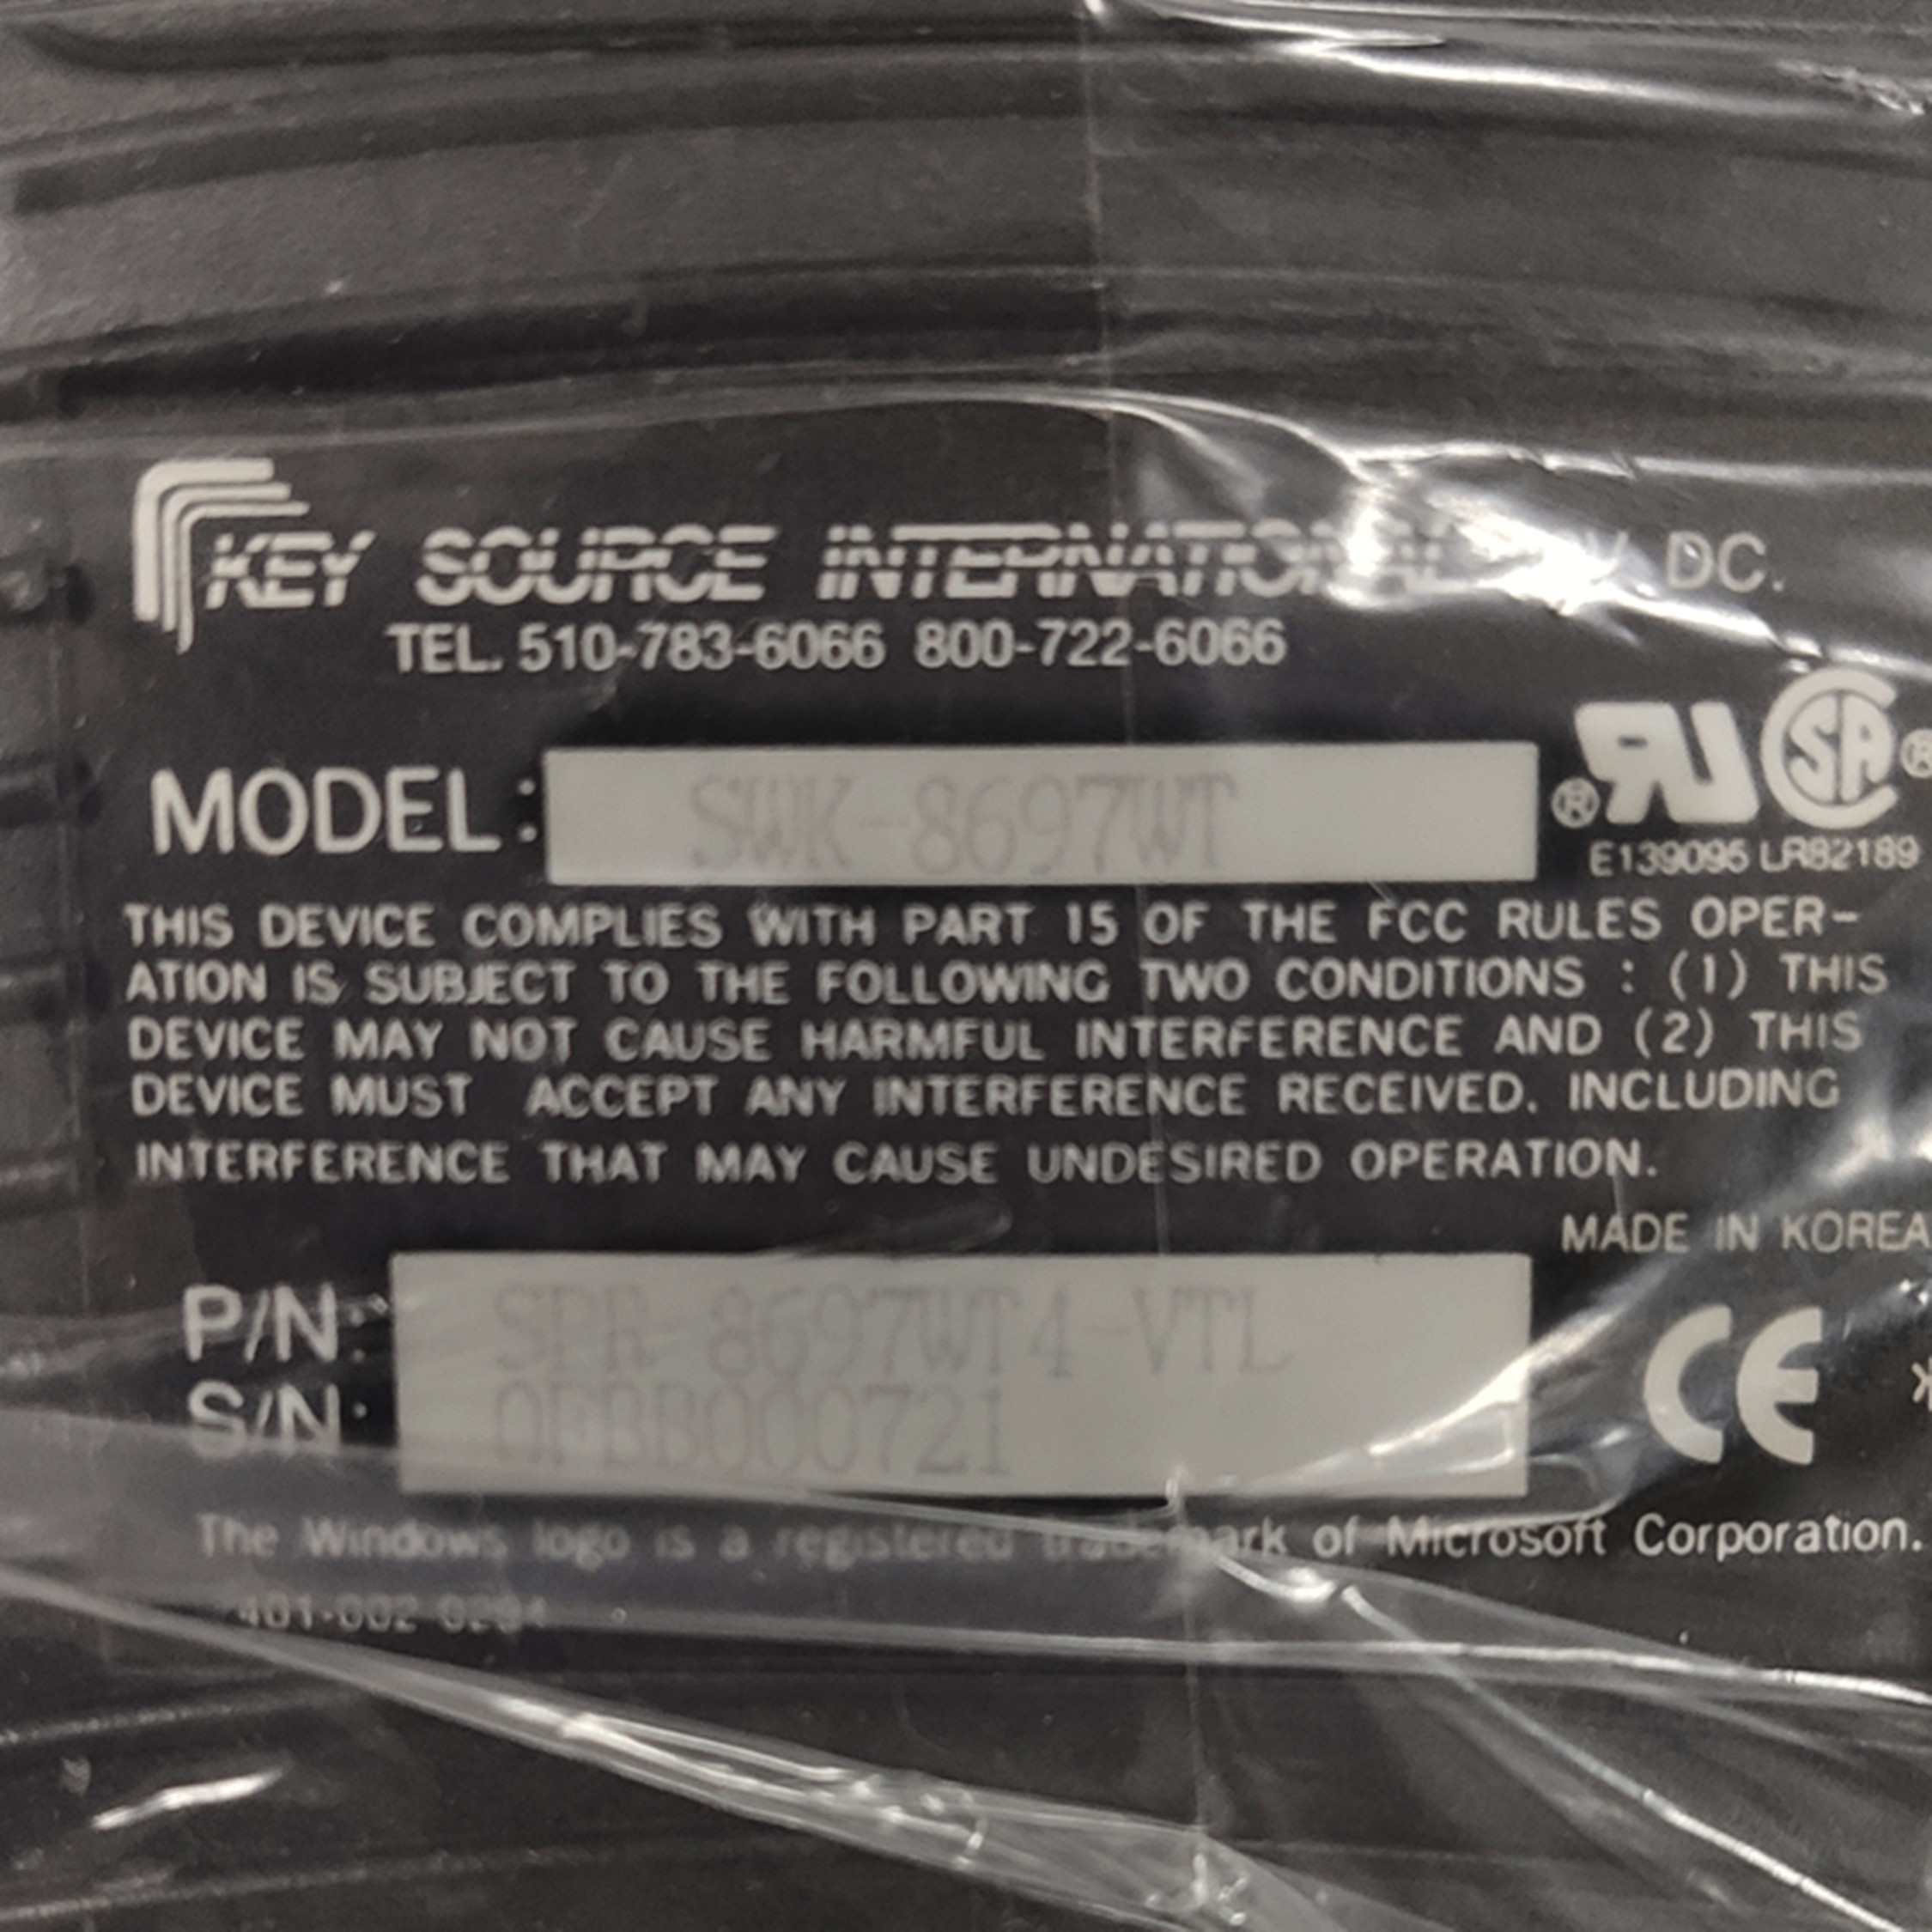 KEY SOURCE INTERNATIONAL V. DC.
TEL. 510-783-6066 800-722-6066
MODEL: SWK-8697WT
E139095 LR82189
THIS DEVICE COMPLIES WITH PART 15 OF THE FCC RULES OPER-
ATION IS SUBJECT TO THE FOLLOWING TWO CONDITIONS : (1) THIS
DEVICE MAY NOT CAUSE HARMFUL INTERFERENCE AND (2) THIS
DEVICE MUST ACCEPT ANY INTERFERENCE RECEIVED. INCLUDING
INTERFERENCE THAT MAY CAUSE UNDESIRED OPERATION.
MADE IN KOREA
P/N: SPR-8697WT4-VTL
S/N:
CE
The Windows logo is a registered trademark of Microsoft Corporation.